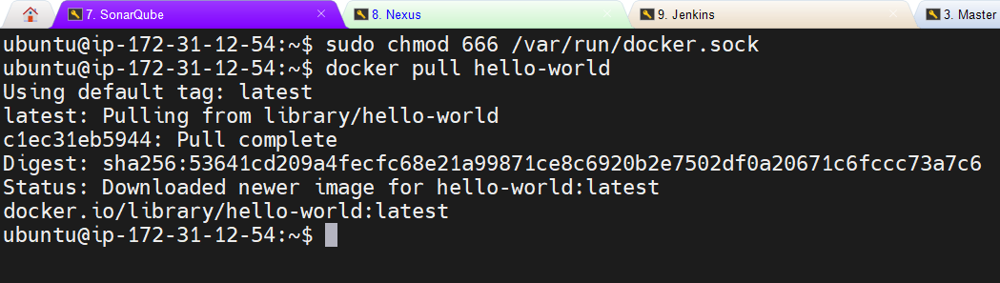 7. SonarQube
8. Nexus
9. Jenkins
3. Master
ubuntu@ip-172-31-12-54:~$ sudo chmod 666 /var/run/docker.sock
ubuntu@ip-172-31-12-54:~$ docker pull hello-world
Using default tag: latest
latest: Pulling from library/hello-world
c1ec31eb5944: Pull complete
Digest: sha256:53641cd209a4fecfc68e21a99871ce8c6920b2e7502df0a20671c6fccc73a7c6
Status: Downloaded newer image for hello-world:latest
docker.io/library/hello-world:latest
ubuntu@ip-172-31-12-54:~$